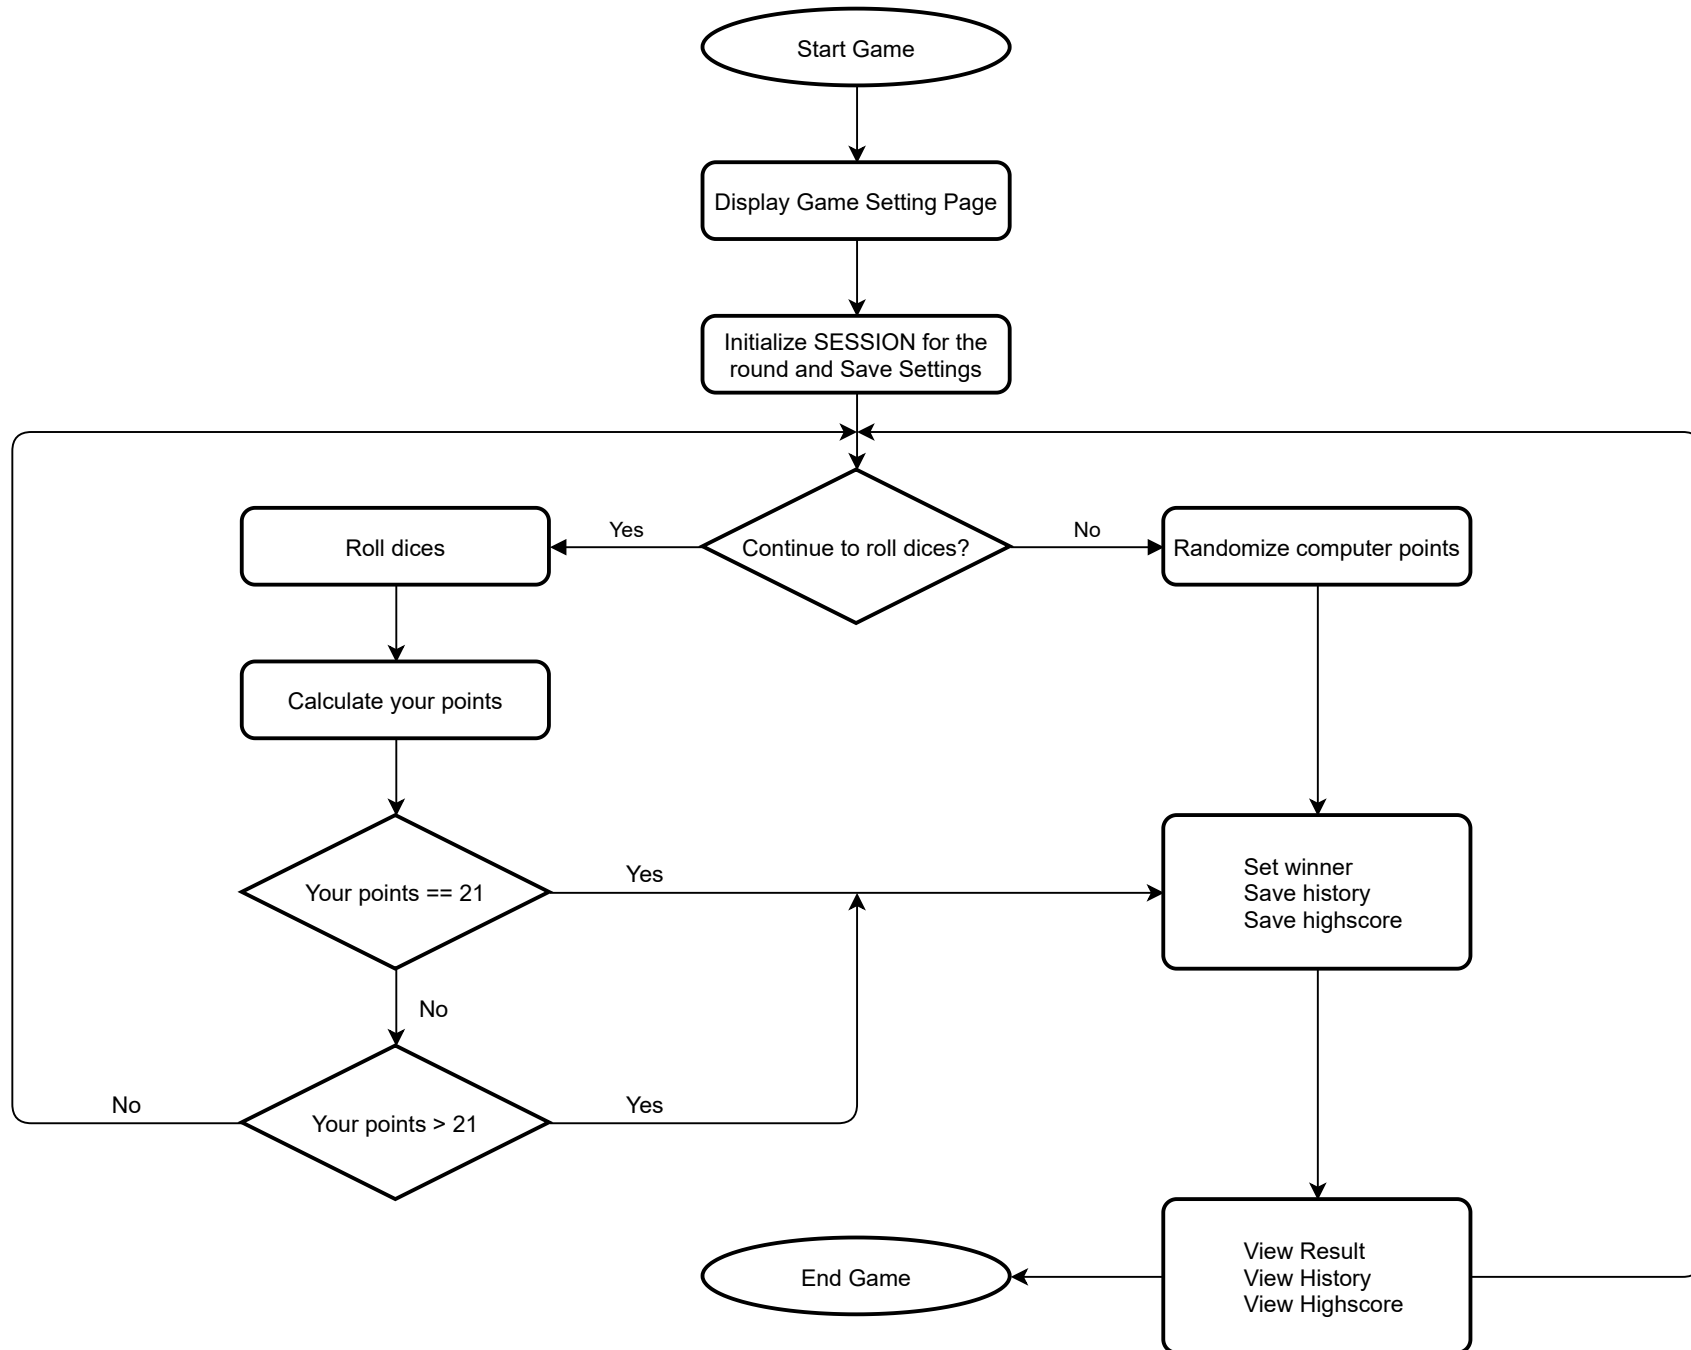 Start Game
Display Game Setting Page
Initialize SESSION for the
round and Save Settings
Continue to roll dices?
Yes
No
Roll dices
Randomize computer points
Calculate your points
Your points == 21
Yes
Set winner
Save history
Save highscore
No
Your points > 21
No
Yes
End Game
View Result
View History
View Highscore